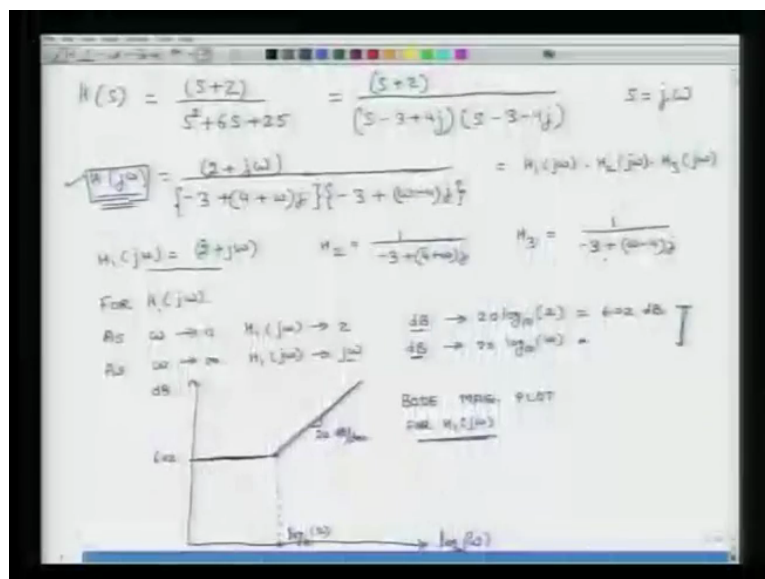 H(s) = (s+2) / (s²+6s+25) = (s+2) / (s-3+4j)(s-3-4j)    s = jω
H(jω) = (2+jω) / {-3+(4+ω)j}{-3+(ω-4)j} = H₁(jω) · H₂(jω) · H₃(jω)
H₁(jω) = (2+jω)    H₂ = 1 / -3+(4+ω)j    H₃ = 1 / -3+(ω-4)j
FOR H₁(jω)
As ω → 0  H₁(jω) → 2    dB → 20 log₁₀(2) = 6.02 dB
As ω → ∞  H₁(jω) → jω    dB → 20 log₁₀(ω) =
dB
BODE MAG. PLOT
FOR H₁(jω)
20 dB/dec
6.02
log₁₀(2)
log₁₀(ω)